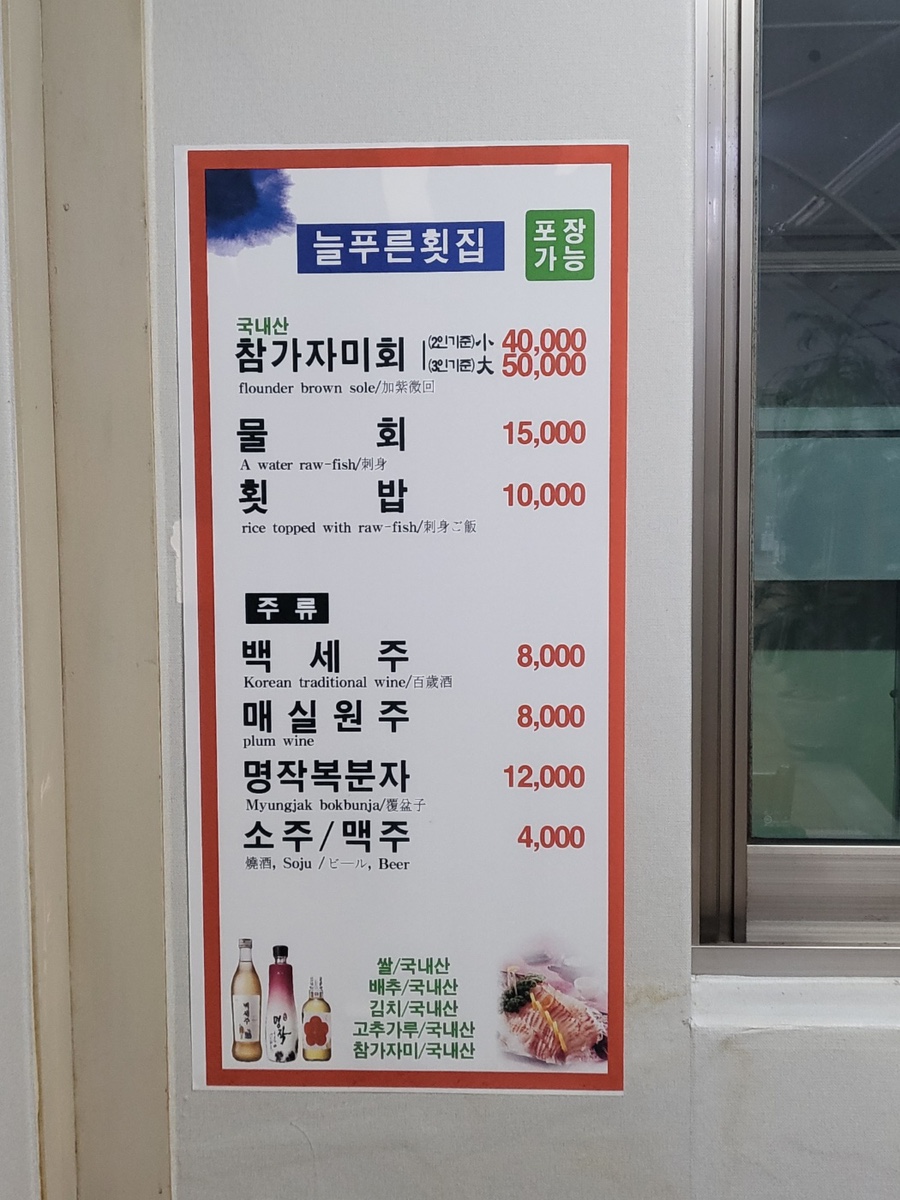 늘푸른횟집
포장
가능
국내산
참가자미회 (2인기준)小 40,000
(3인기준)大 50,000
flounder brown sole/加紫微回
물 회 15,000
A water raw-fish/刺身
횟 밥 10,000
rice topped with raw-fish/刺身ご飯
주 류
백 세 주 8,000
Korean traditional wine/百歲酒
매 실 원 주 8,000
plum wine
명작복분자 12,000
Myungjak bokbunja/覆盆子
소주/맥주 4,000
燒酒, Soju /ビール, Beer
백세주
명작
쌀/국내산
배추/국내산
김치/국내산
고추가루/국내산
참가자미/국내산